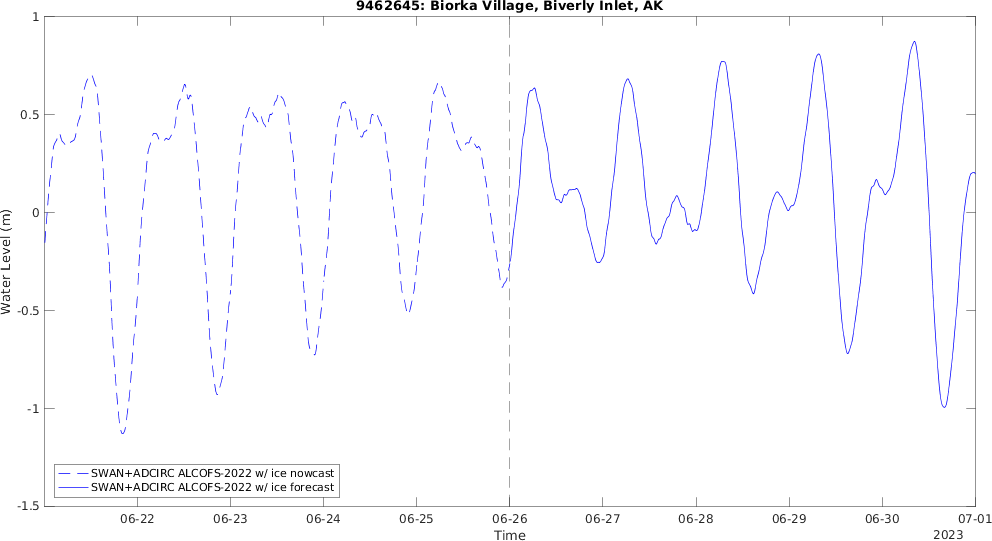 9462645: Biorka Village, Biverly Inlet, AK
Water Level (m)
1
0.5
0
-0.5
-1
-1.5
SWAN+ADCIRC ALCOFS-2022 w/ ice nowcast
SWAN+ADCIRC ALCOFS-2022 w/ ice forecast
06-22 06-23 06-24 06-25 06-26 06-27 06-28 06-29 06-30 07-01
Time
2023